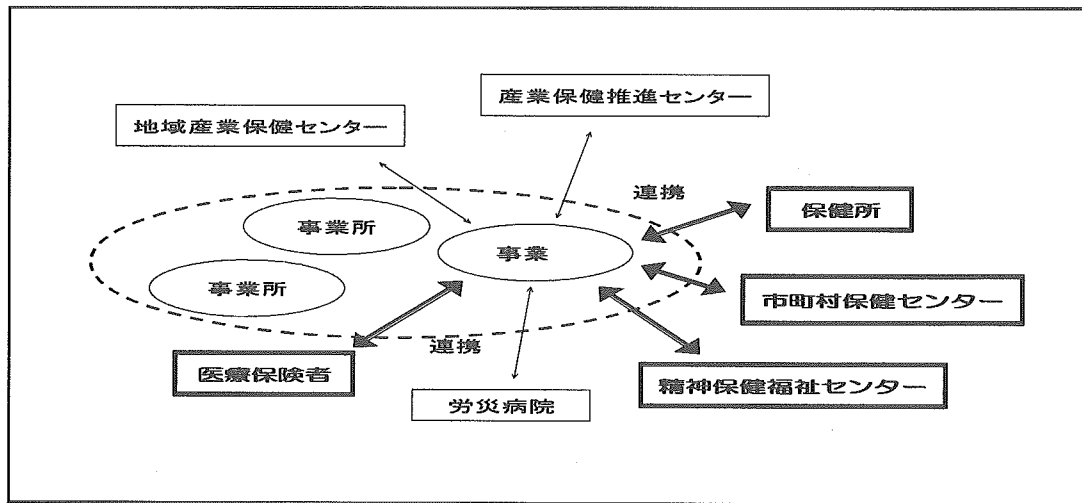 産業保健推進センター
地域産業保健センター
連携
保健所
事業所
事業
事業所
市町村保健センター
連携
医療保険者
精神保健福祉センター
労災病院